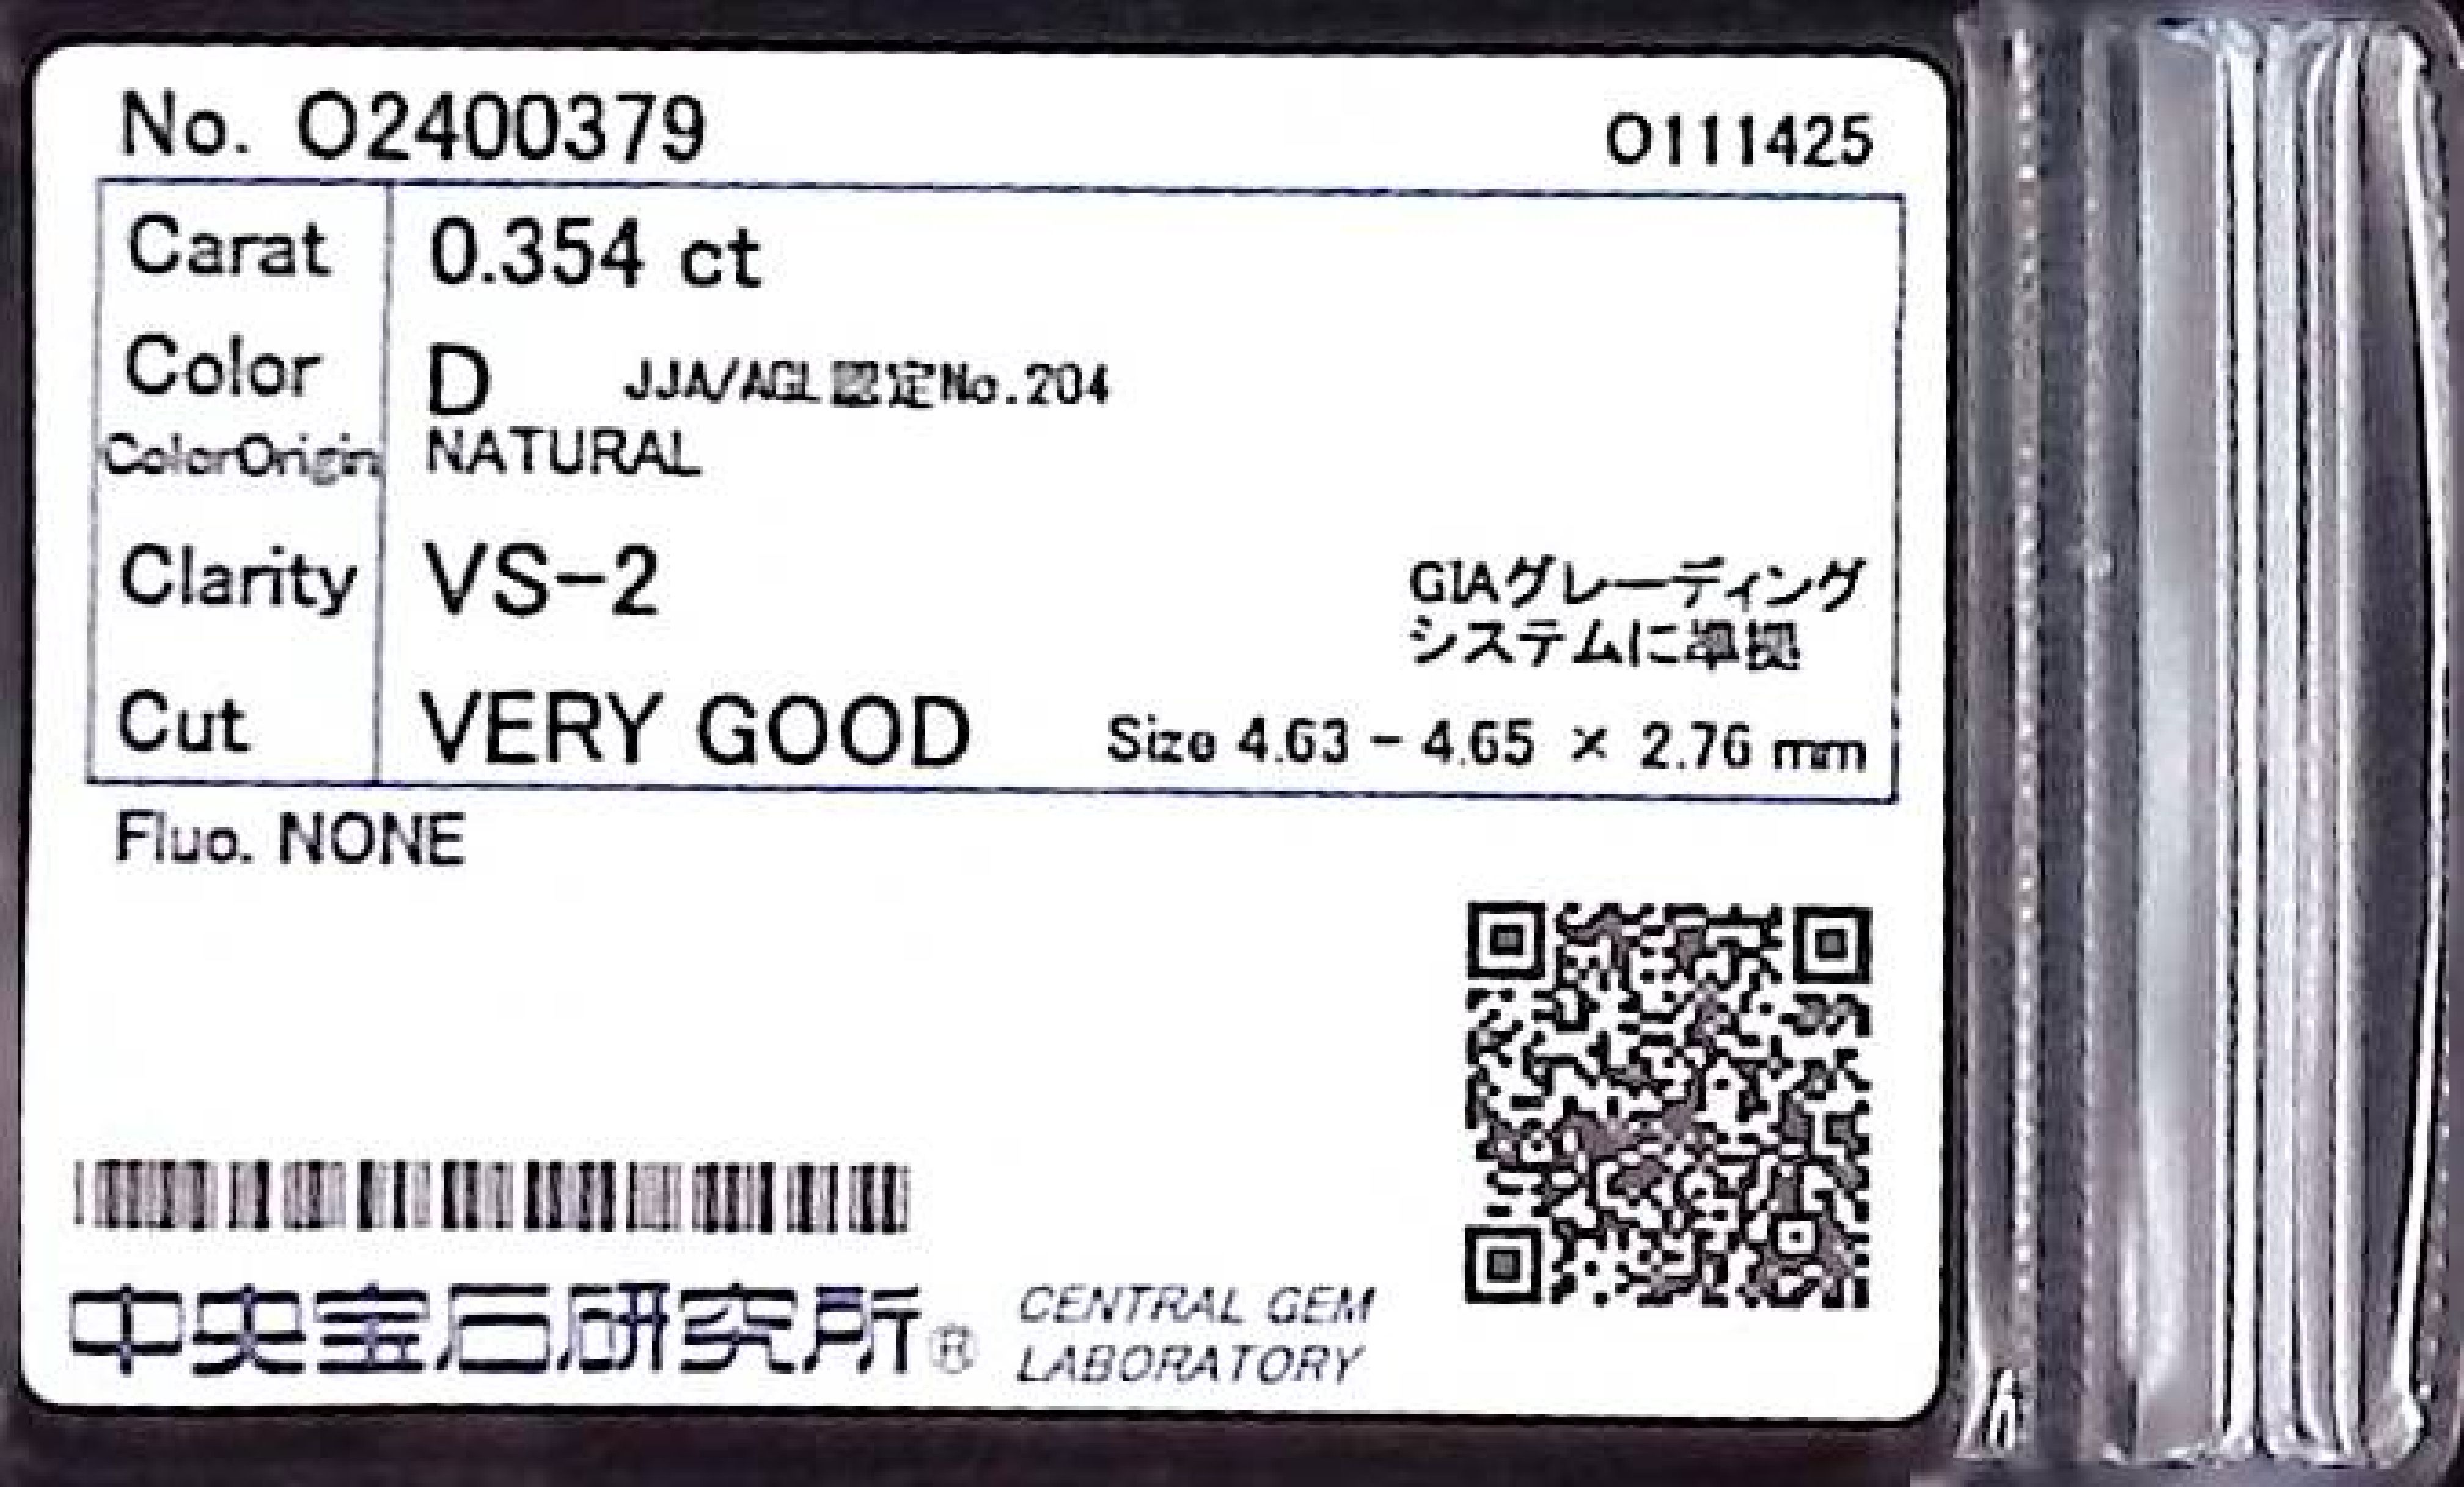 No. O2400379
O111425
Carat 0.354 ct
Color D JJA/AGL認定No.204
ColorOrigin NATURAL
Clarity VS-2
GIAグレーディング
システムに準拠
Cut VERY GOOD Size 4.63 - 4.65 × 2.76 mm
Fluo. NONE
中央宝石研究所® CENTRAL GEM
LABORATORY